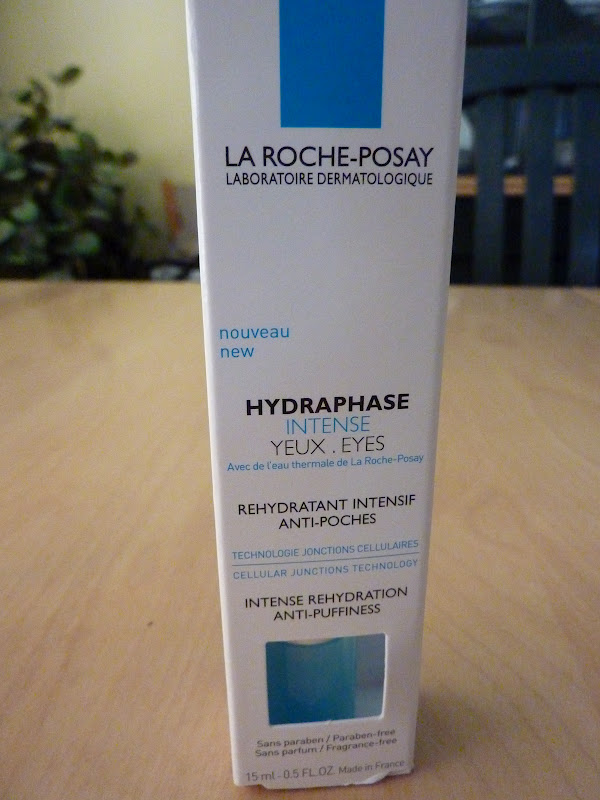 LA ROCHE-POSAY
LABORATOIRE DERMATOLOGIQUE
nouveau
new
HYDRAPHASE
INTENSE
YEUX . EYES
Avec de l'eau thermale de La Roche-Posay
REHYDRATANT INTENSIF
ANTI-POCHES
TECHNOLOGIE JONCTIONS CELLULAIRES
CELLULAR JUNCTIONS TECHNOLOGY
INTENSE REHYDRATION
ANTI-PUFFINESS
Sans paraben / Paraben-free
Sans parfum / Fragrance-free
15 ml - 0.5 FL.OZ. Made in France